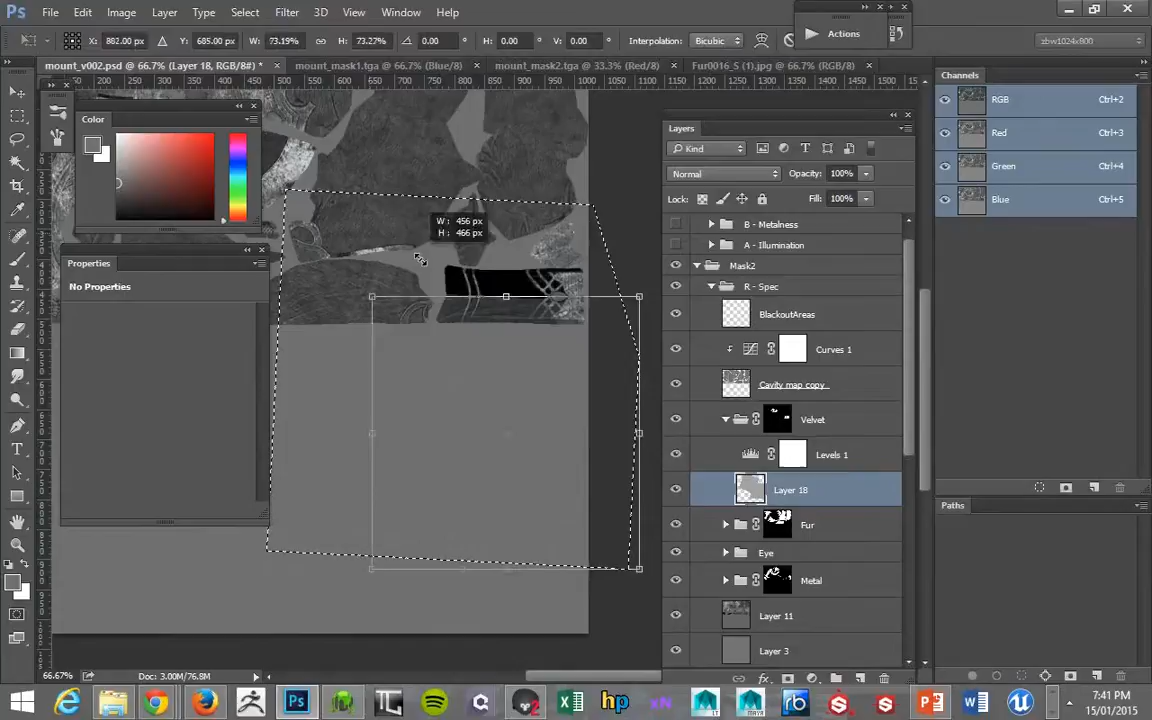 Ps File Edit Image Layer Type Select Filter 3D View Window Help
X: 882.00 px Y: 685.00 px W: 73.19% H: 73.27% 0.00 ° H: 0.00 ° V: 0.00 ° Interpolation: Bicubic
Actions
zbw1024x800
mount_v002.psd @ 66.7% (Layer 18, RGB/8#) * × mount_mask1.tga @ 66.7% (Blue/8) × mount_mask2.tga @ 33.3% (Red/8) × Fur0016_5 (1).jpg @ 66.7% (RGB/8) ×
Channels
RGB Ctrl+2
Red Ctrl+3
Green Ctrl+4
Blue Ctrl+5
Paths
Color
Properties
No Properties
W: 456 px
H: 466 px
Layers
Kind
Normal Opacity: 100%
Lock: Fill: 100%
B - Metalness
A - Illumination
Mask2
R - Spec
BlackoutAreas
Curves 1
Cavity map copy
Velvet
Levels 1
Layer 18
Fur
Eye
Metal
Layer 11
Layer 3
66.67% Doc: 3.00M/76.8M
7:41 PM
15/01/2015